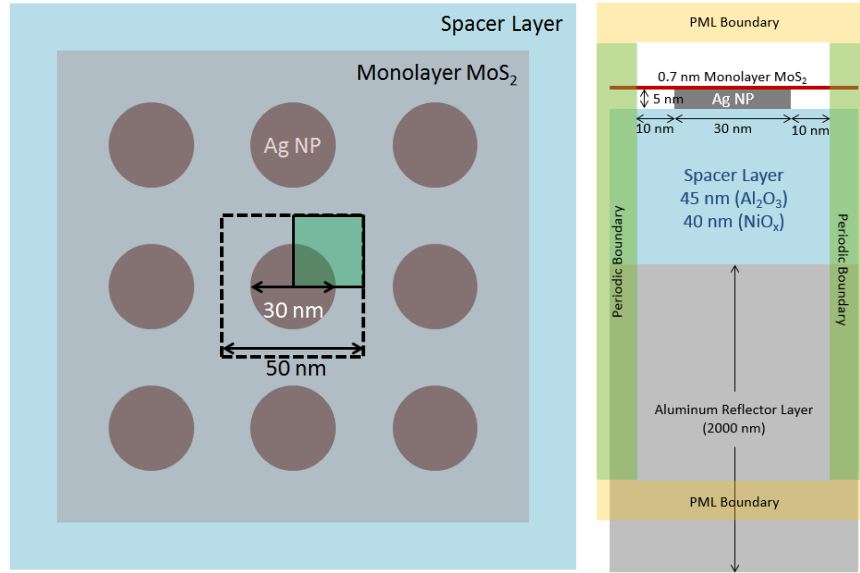 Spacer Layer
Monolayer MoS₂
Ag NP
30 nm
50 nm
PML Boundary
0.7 nm Monolayer MoS₂
5 nm
Ag NP
10 nm
30 nm
10 nm
Spacer Layer
45 nm (Al₂O₃)
40 nm (NiOₓ)
Periodic Boundary
Periodic Boundary
Aluminum Reflector Layer
(2000 nm)
PML Boundary